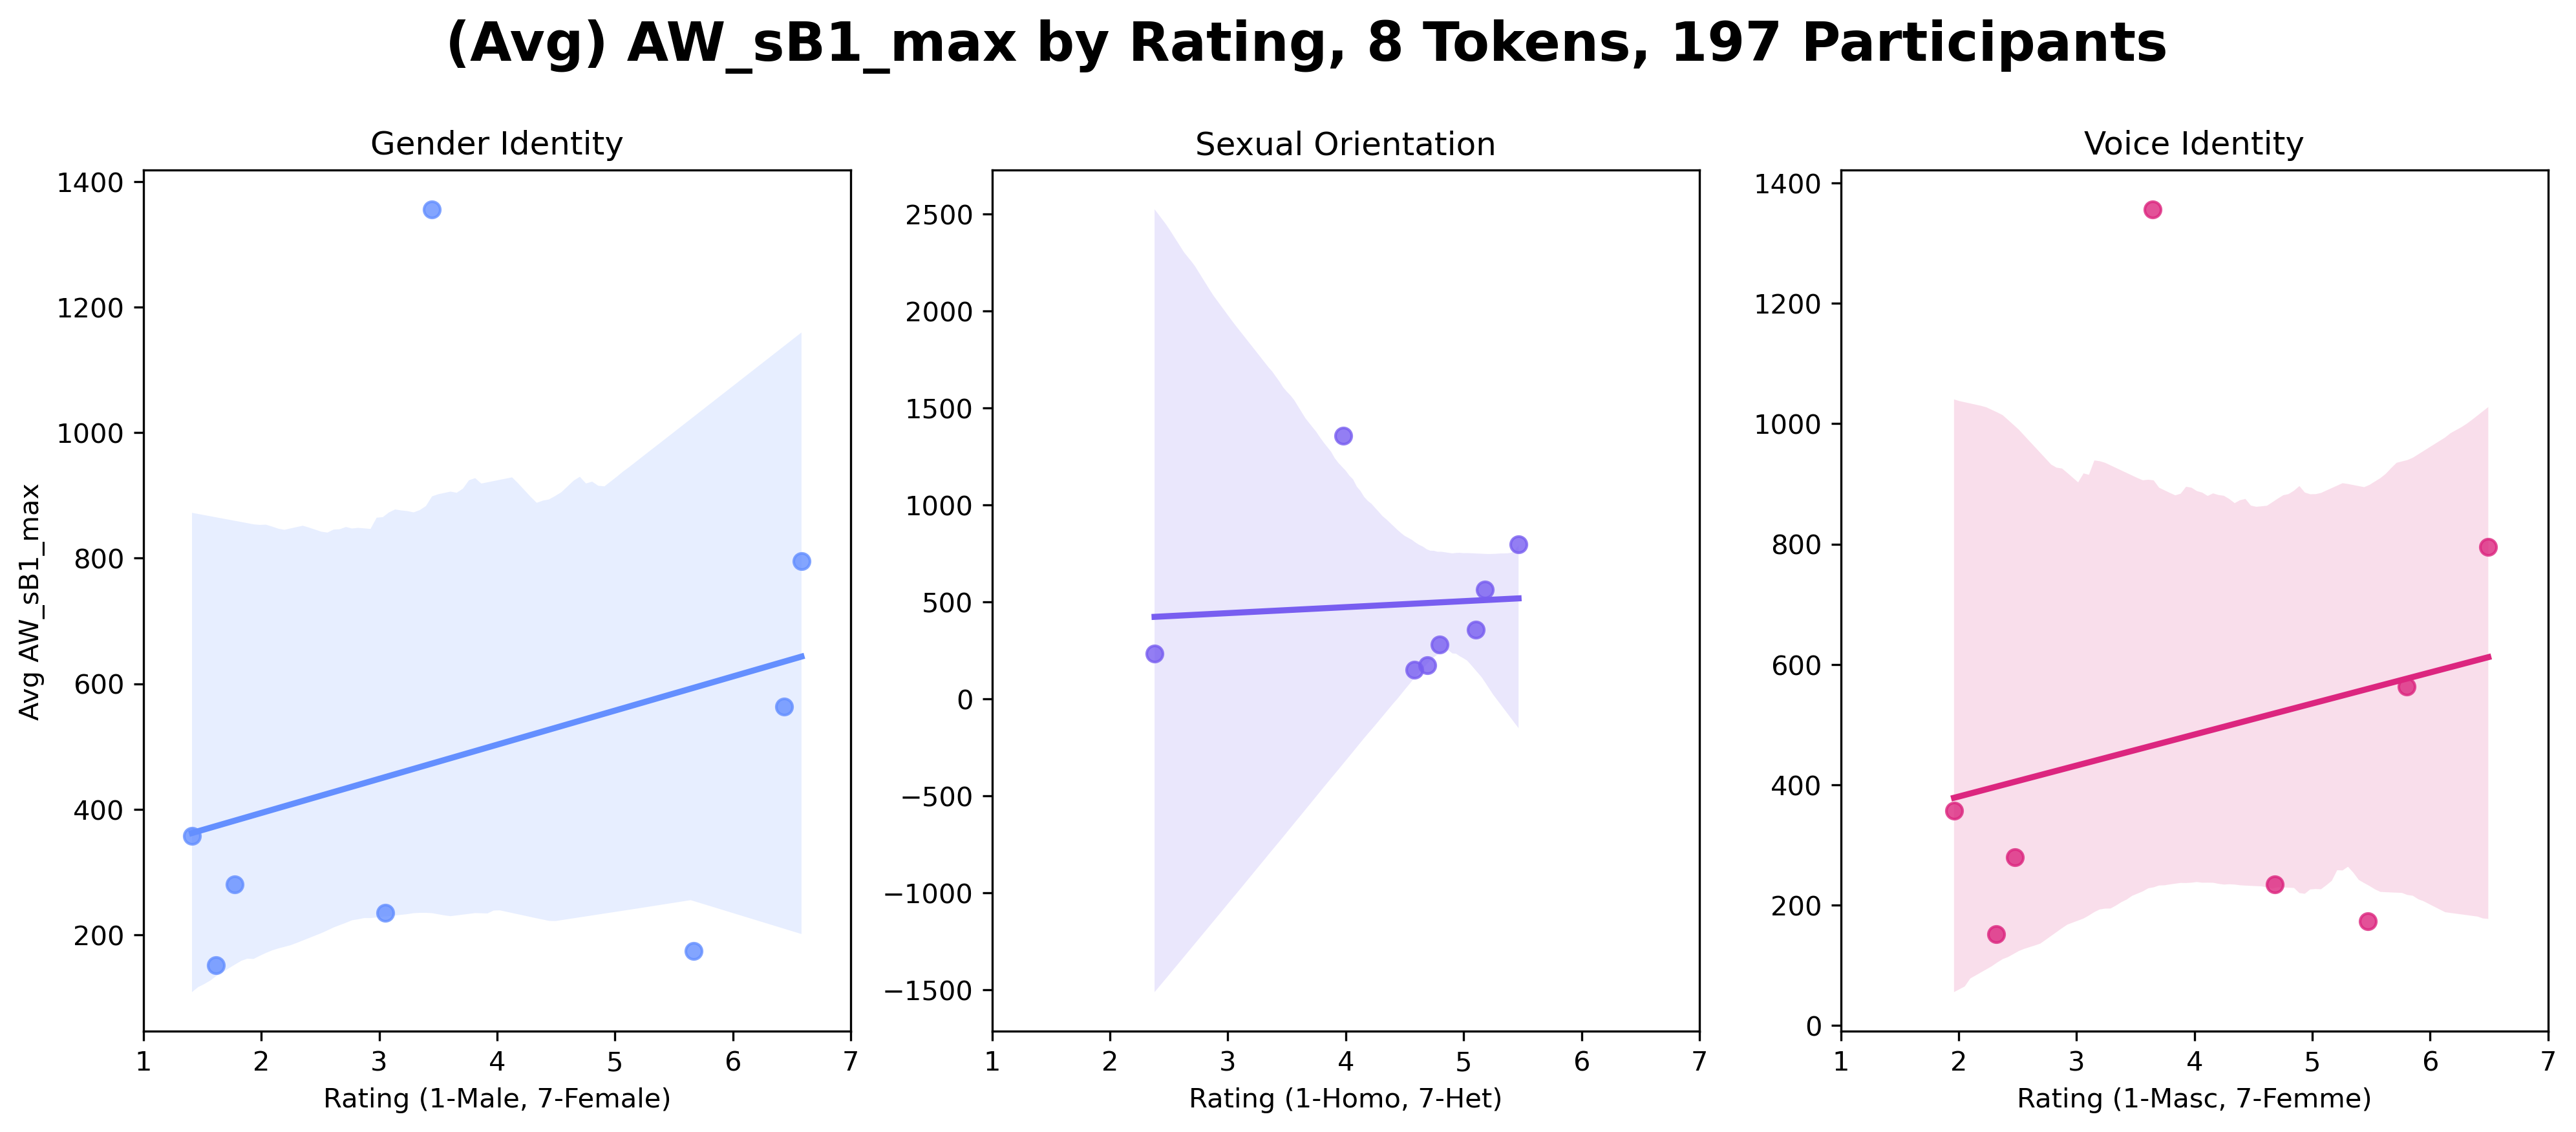 (Avg) AW_sB1_max by Rating, 8 Tokens, 197 Participants
Gender Identity
Sexual Orientation
Voice Identity
Avg AW_sB1_max
1400
1200
1000
800
600
400
200
1 2 3 4 5 6 7
Rating (1-Male, 7-Female)
2500
2000
1500
1000
500
0
−500
−1000
−1500
1 2 3 4 5 6 7
Rating (1-Homo, 7-Het)
1400
1200
1000
800
600
400
200
0
1 2 3 4 5 6 7
Rating (1-Masc, 7-Femme)